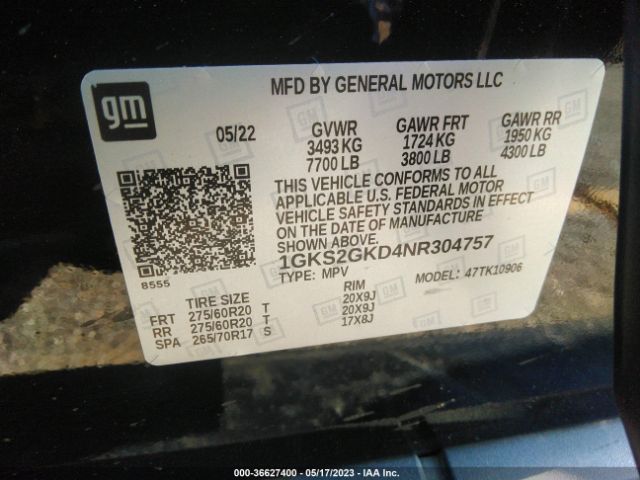 gm
MFD BY GENERAL MOTORS LLC
05/22
GVWR
3493 KG
7700 LB
GAWR FRT
1724 KG
3800 LB
GAWR RR
1950 KG
4300 LB
THIS VEHICLE CONFORMS TO ALL
APPLICABLE U.S. FEDERAL MOTOR
VEHICLE SAFETY STANDARDS IN EFFECT
ON THE DATE OF MANUFACTURE
SHOWN ABOVE.
1GKS2GKD4NR304757
TYPE: MPV
MODEL: 47TK10906
8555
TIRE SIZE RIM
FRT 275/60R20 T 20X9J
RR 275/60R20 T 20X9J
SPA 265/70R17 S 17X8J
000-36627400 - 05/17/2023 - IAA Inc.